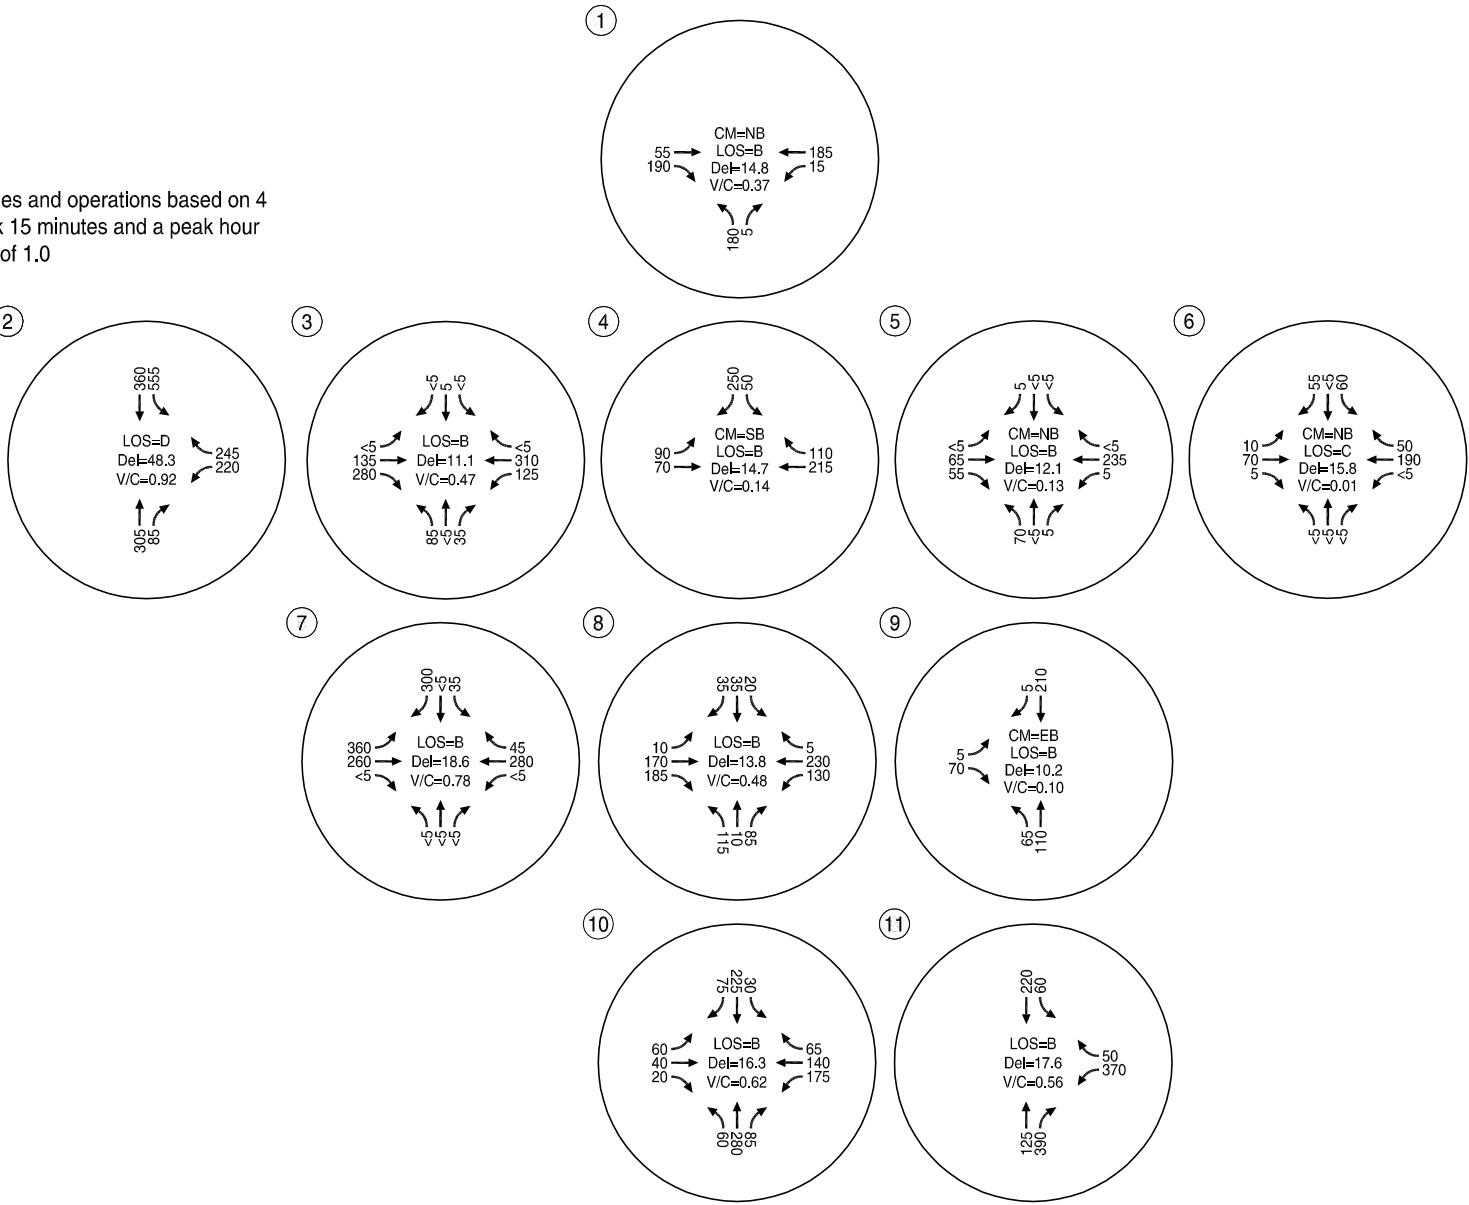 1
CM=NB
LOS=B
Del=14.8
V/C=0.37
55
190
185
15
180
5
es and operations based on 4
k 15 minutes and a peak hour
of 1.0
2
360
555
LOS=D
Del=48.3
V/C=0.92
245
220
305
85
3
<5
5
<5
<5
135
280
LOS=B
Del=11.1
V/C=0.47
<5
310
125
85
<5
35
4
250
50
90
70
CM=SB
LOS=B
Del=14.7
V/C=0.14
110
215
5
5
<5
<5
<5
65
55
CM=NB
LOS=B
Del=12.1
V/C=0.13
<5
235
5
70
<5
5
6
55
<5
60
10
70
5
CM=NB
LOS=C
Del=15.8
V/C=0.01
50
190
<5
<5
<5
<5
7
300
<5
35
360
260
<5
LOS=B
Del=18.6
V/C=0.78
45
280
<5
<5
<5
<5
8
35
35
20
10
170
185
LOS=B
Del=13.8
V/C=0.48
5
230
130
115
10
85
9
5
210
5
70
CM=EB
LOS=B
Del=10.2
V/C=0.10
65
110
10
75
225
30
60
40
20
LOS=B
Del=16.3
V/C=0.62
65
140
175
60
280
85
11
220
60
LOS=B
Del=17.6
V/C=0.56
50
370
125
390